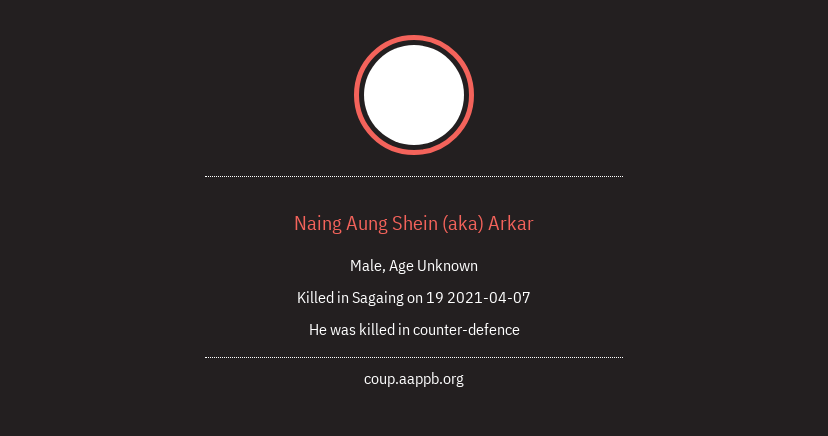 Naing Aung Shein (aka) Arkar
Male, Age Unknown
Killed in Sagaing on 19 2021-04-07
He was killed in counter-defence
coup.aappb.org